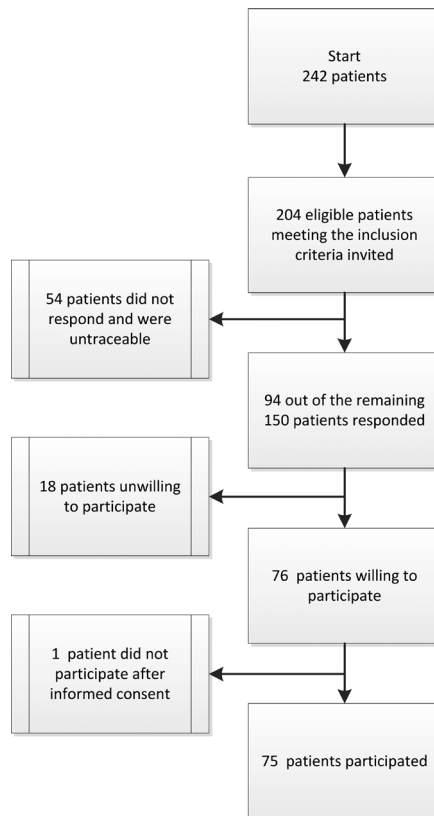 Start
242 patients
204 eligible patients
meeting the inclusion
criteria invited
54 patients did not
respond and were
untraceable
94 out of the remaining
150 patients responded
18 patients unwilling
to participate
76 patients willing to
participate
1 patient did not
participate after
informed consent
75 patients participated